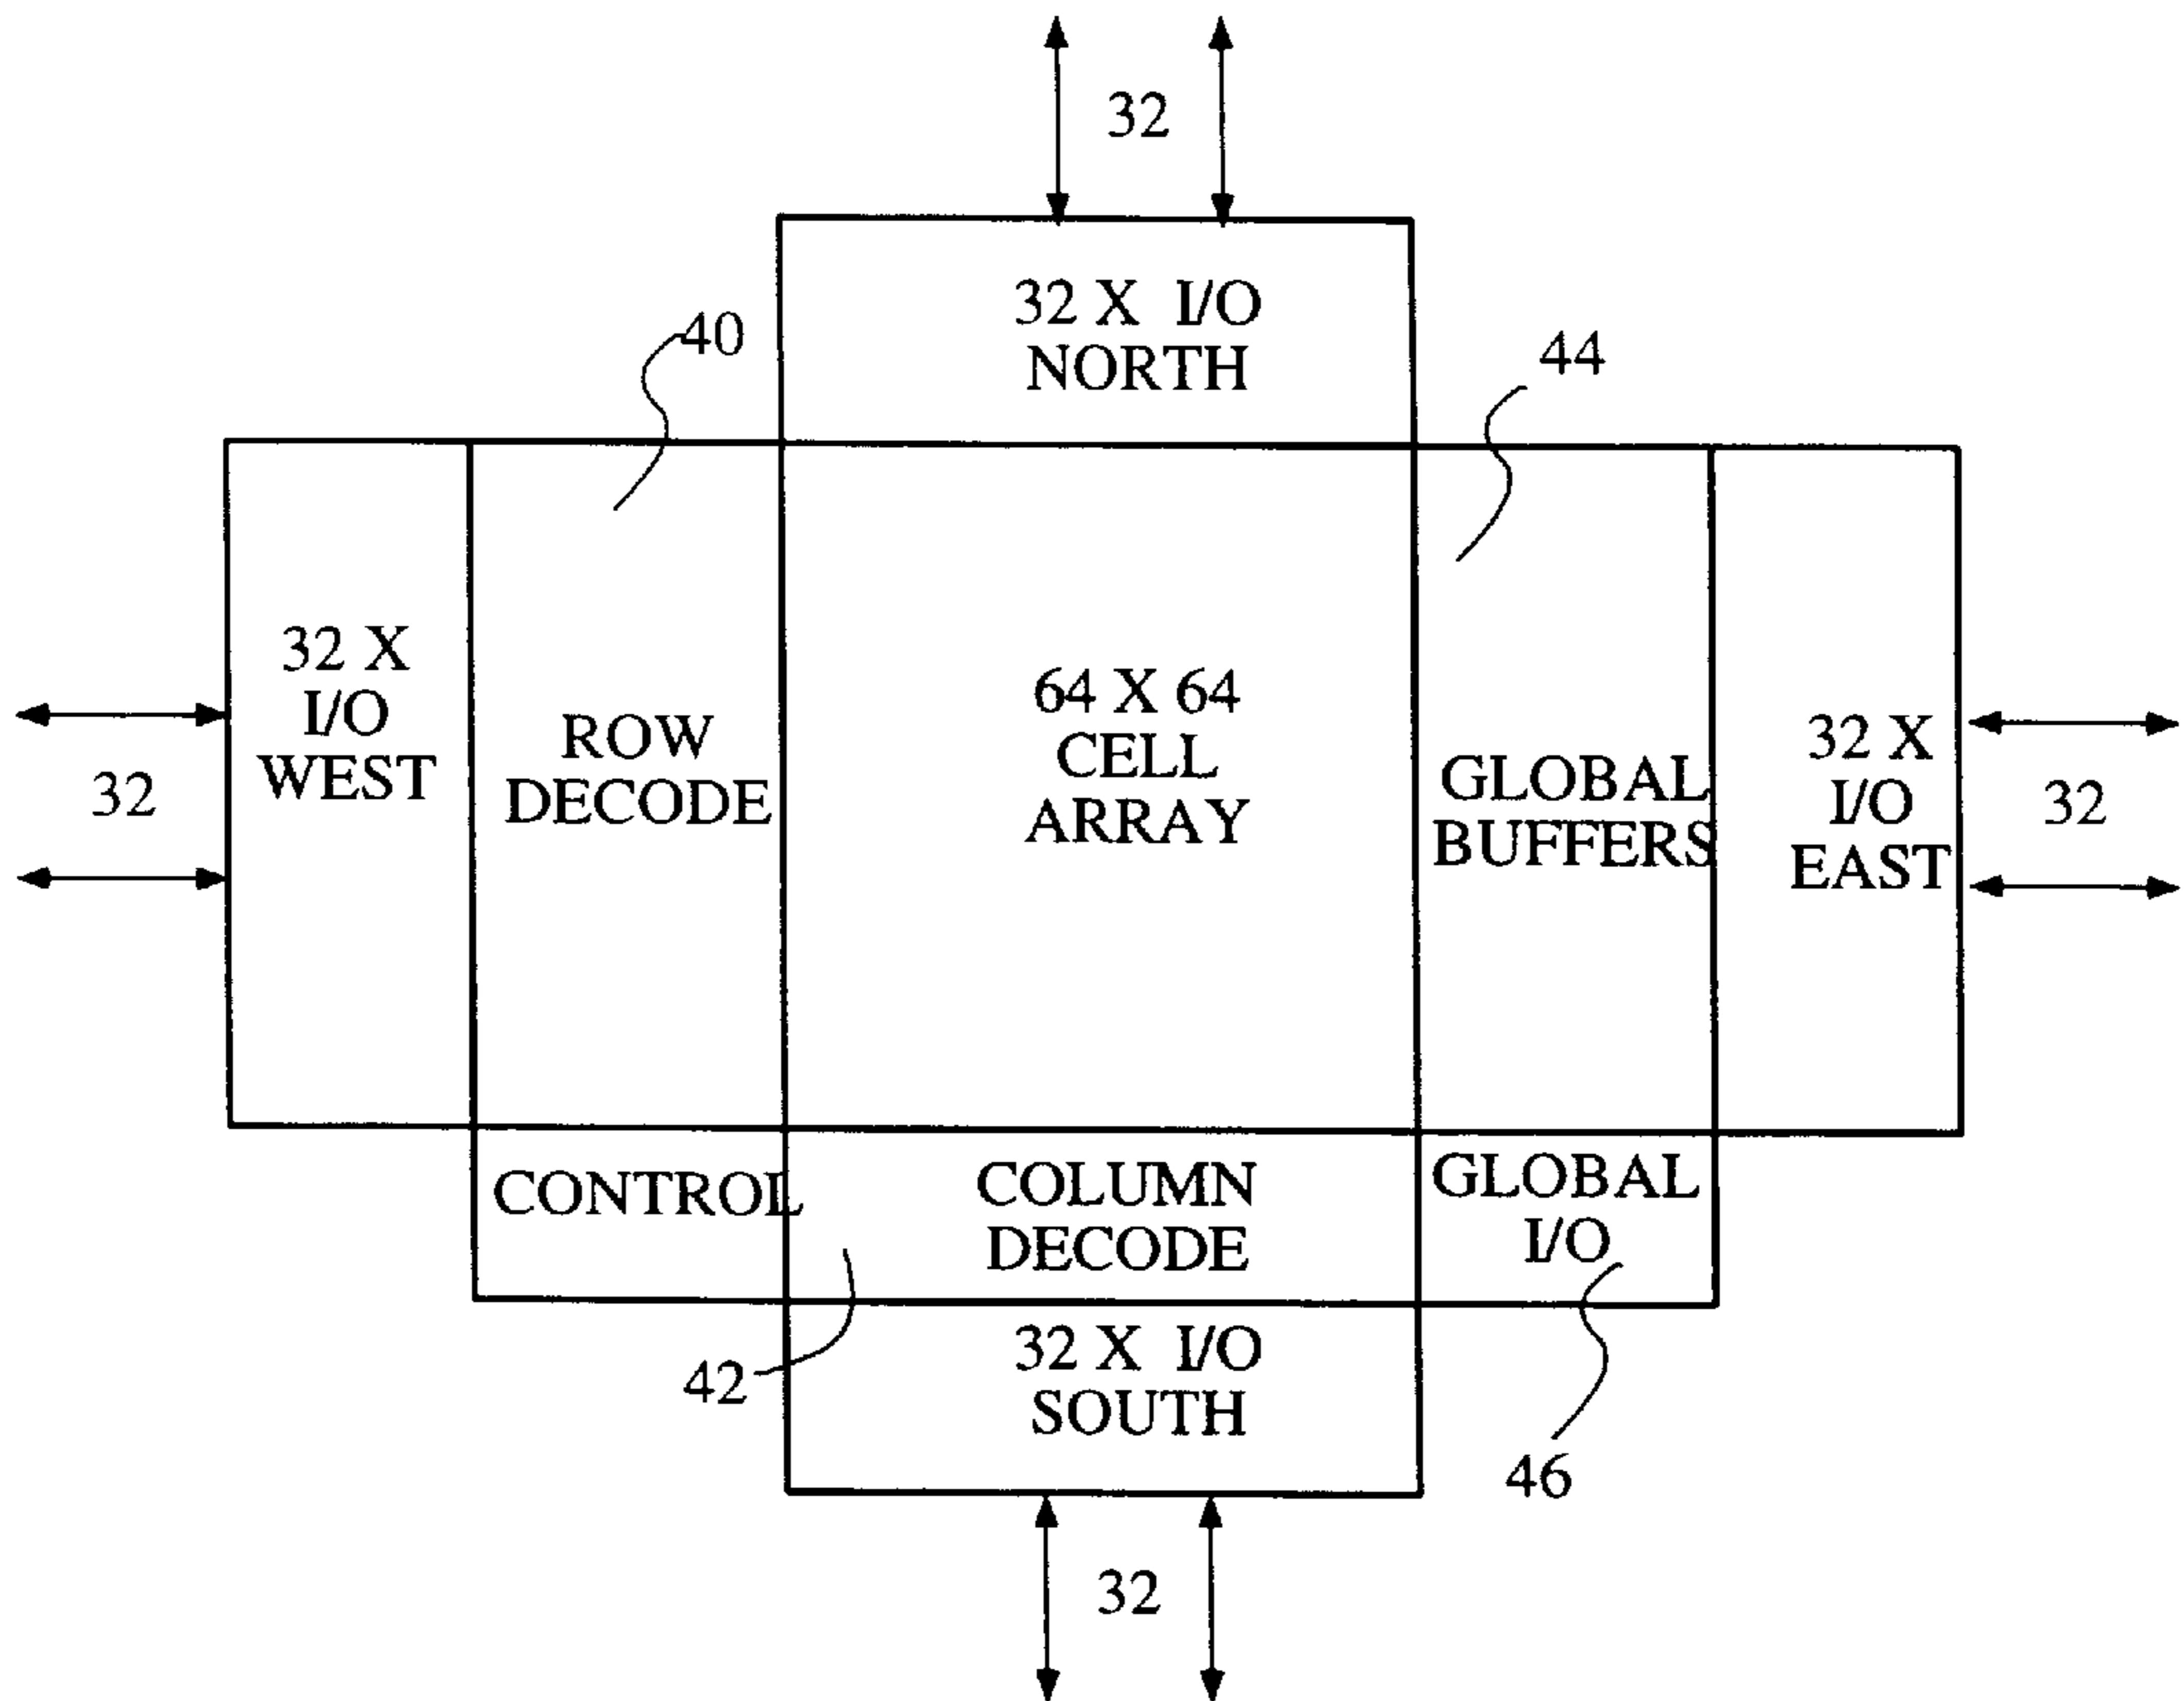 32
32 X I/O
NORTH
40
44
32 X
I/O
WEST
32
ROW
DECODE
64 X 64
CELL
ARRAY
GLOBAL
BUFFERS
32 X
I/O
EAST
32
CONTROL
COLUMN
DECODE
GLOBAL
I/O
42
32 X I/O
SOUTH
46
32